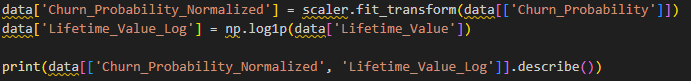 data['Churn_Probability_Normalized'] = scaler.fit_transform(data[['Churn_Probability']])
data['Lifetime_Value_Log'] = np.log1p(data['Lifetime_Value'])
print(data[['Churn_Probability_Normalized', 'Lifetime_Value_Log']].describe())